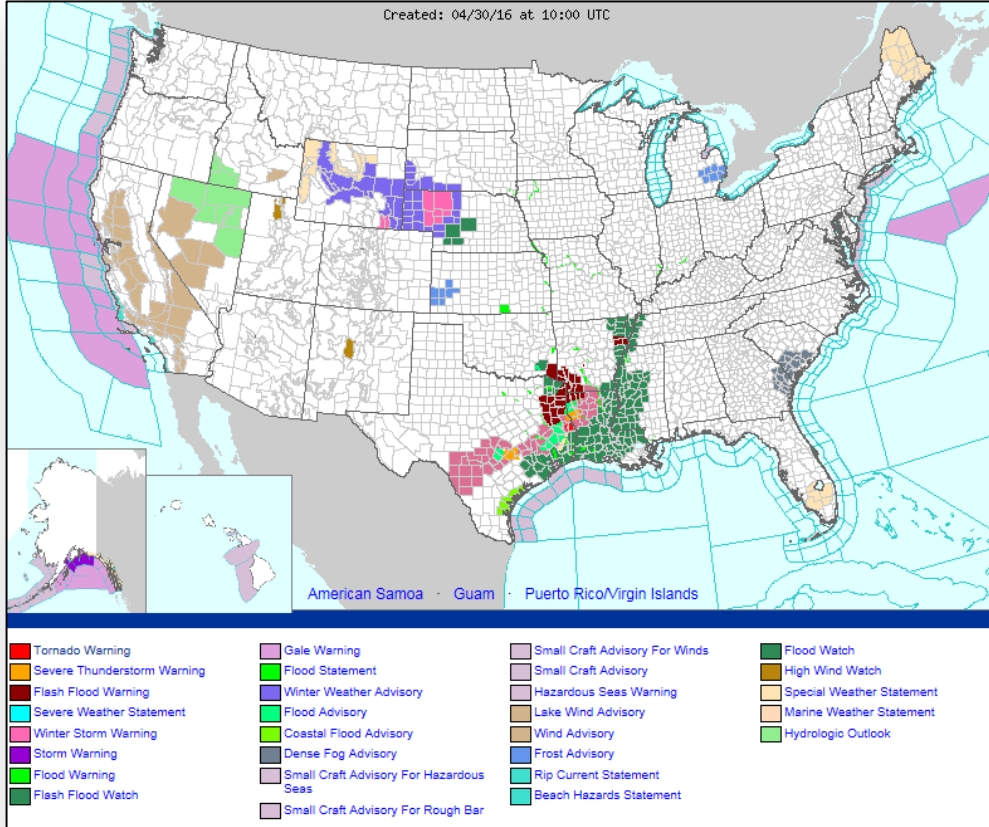 Created: 04/30/16 at 10:00 UTC
American Samoa · Guam · Puerto Rico/Virgin Islands
Tornado Warning
Severe Thunderstorm Warning
Flash Flood Warning
Severe Weather Statement
Winter Storm Warning
Storm Warning
Flood Warning
Flash Flood Watch
Gale Warning
Flood Statement
Winter Weather Advisory
Flood Advisory
Coastal Flood Advisory
Dense Fog Advisory
Small Craft Advisory For Hazardous
Seas
Small Craft Advisory For Rough Bar
Small Craft Advisory For Winds
Small Craft Advisory
Hazardous Seas Warning
Lake Wind Advisory
Wind Advisory
Frost Advisory
Rip Current Statement
Beach Hazards Statement
Flood Watch
High Wind Watch
Special Weather Statement
Marine Weather Statement
Hydrologic Outlook